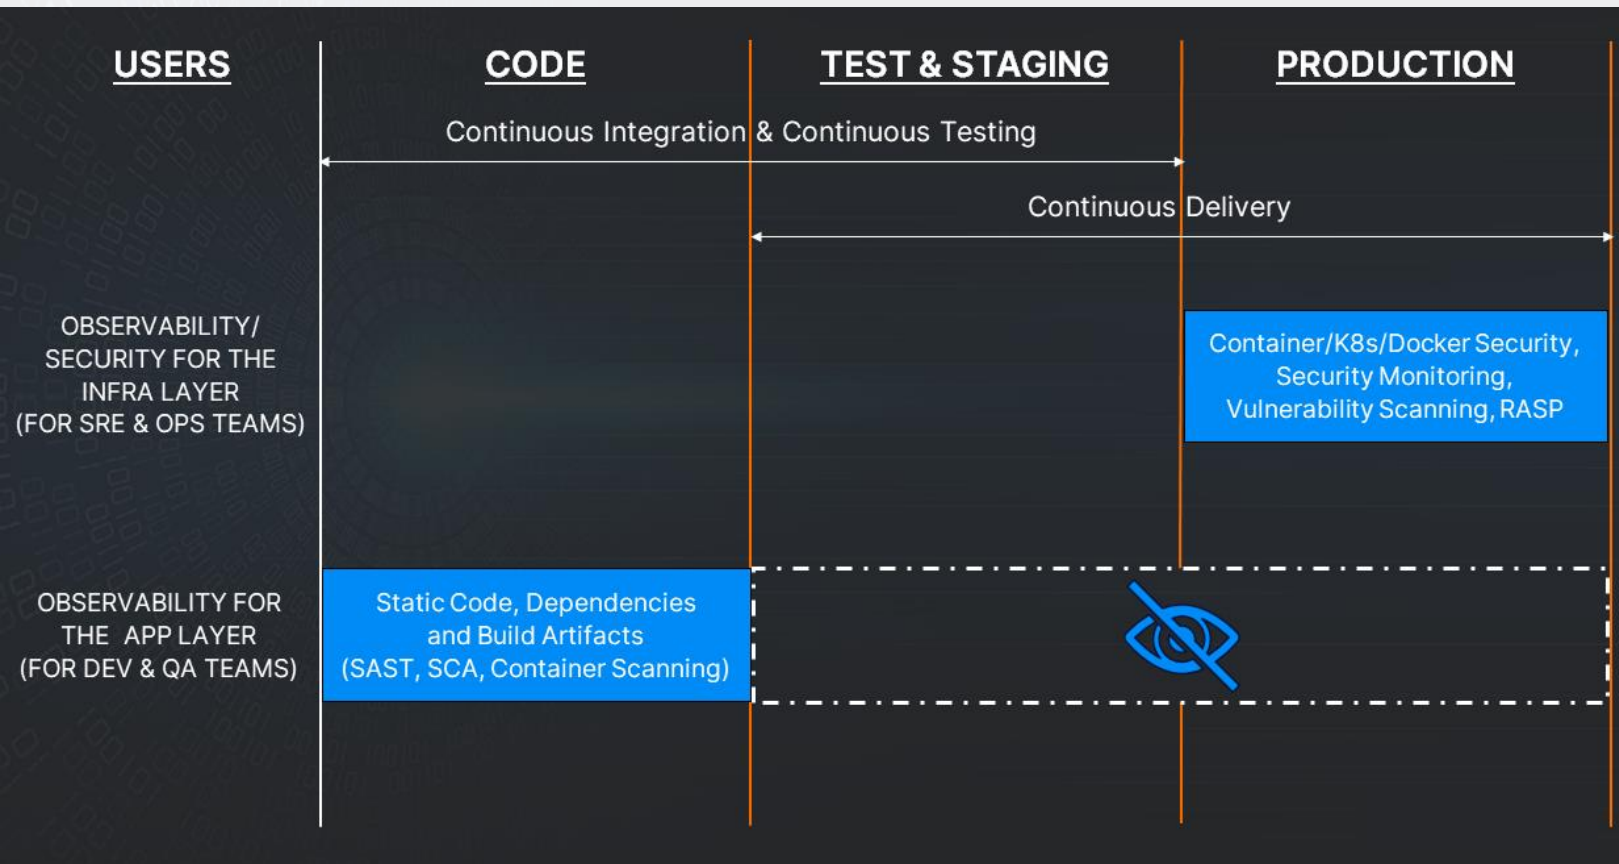 USERS
CODE
TEST & STAGING
PRODUCTION
Continuous Integration & Continuous Testing
Continuous Delivery
OBSERVABILITY/
SECURITY FOR THE
INFRA LAYER
(FOR SRE & OPS TEAMS)
Container/K8s/Docker Security,
Security Monitoring,
Vulnerability Scanning, RASP
OBSERVABILITY FOR
THE APP LAYER
(FOR DEV & QA TEAMS)
Static Code, Dependencies
and Build Artifacts
(SAST, SCA, Container Scanning)